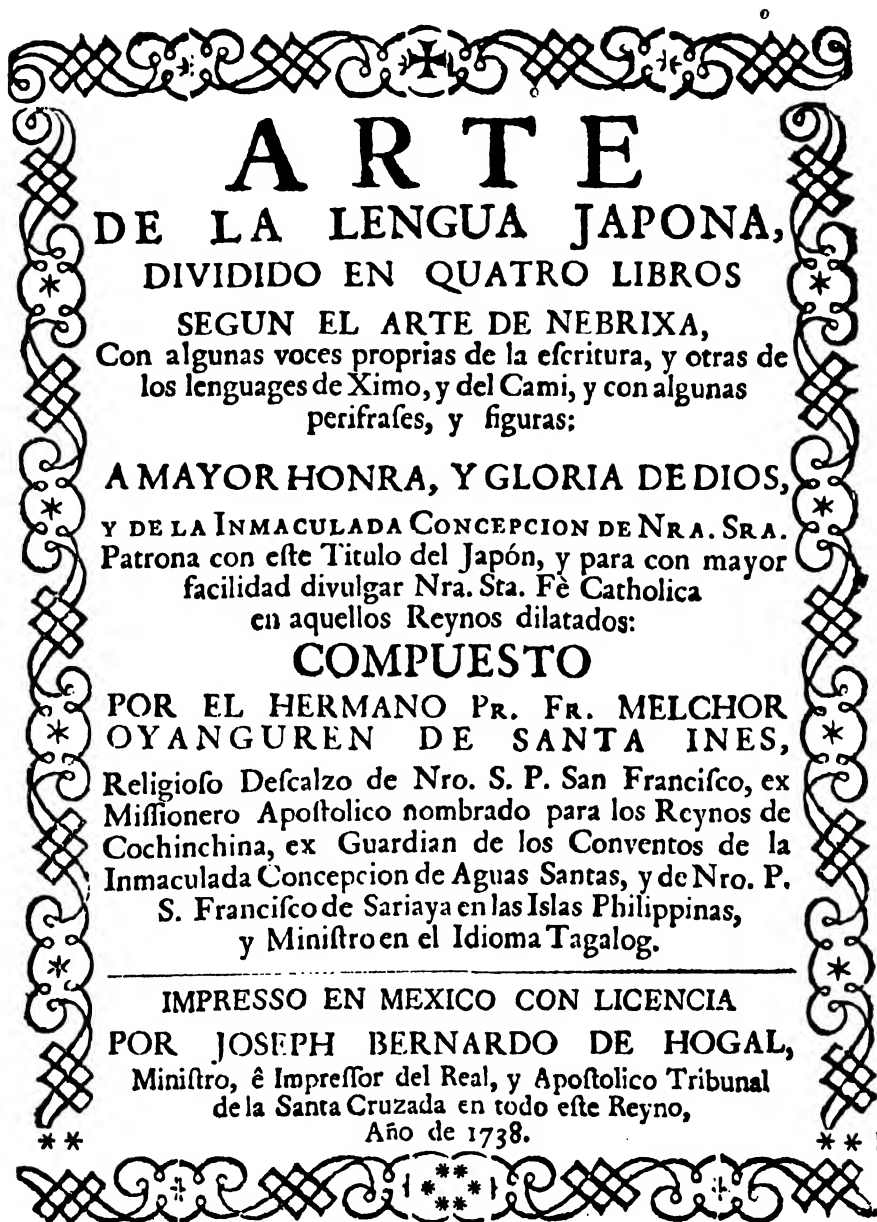 ARTE
DE LA LENGUA JAPONA,
DIVIDIDO EN QUATRO LIBROS
SEGUN EL ARTE DE NEBRIXA,
Con algunas voces proprias de la eſcritura, y otras de
los lenguages de Ximo, y del Cami, y con algunas
perifraſes, y figuras:
A MAYOR HONRA, Y GLORIA DE DIOS,
Y DE LA INMACULADA CONCEPCION DE NRA. SRA.
Patrona con eſte Titulo del Japón, y para con mayor
facilidad divulgar Nra. Sta. Fè Catholica
en aquellos Reynos dilatados:
COMPUESTO
POR EL HERMANO PR. FR. MELCHOR
OYANGUREN DE SANTA INES,
Religioſo Deſcalzo de Nro. S. P. San Franciſco, ex
Miſſionero Apoſtolico nombrado para los Reynos de
Cochinchina, ex Guardian de los Conventos de la
Inmaculada Concepcion de Aguas Santas, y de Nro. P.
S. Franciſco de Sariaya en las Islas Philippinas,
y Miniſtro en el Idioma Tagalog.
IMPRESSO EN MEXICO CON LICENCIA
POR JOSEPH BERNARDO DE HOGAL,
Miniſtro, ê Impreſſor del Real, y Apoſtolico Tribunal
de la Santa Cruzada en todo eſte Reyno,
Año de 1738.